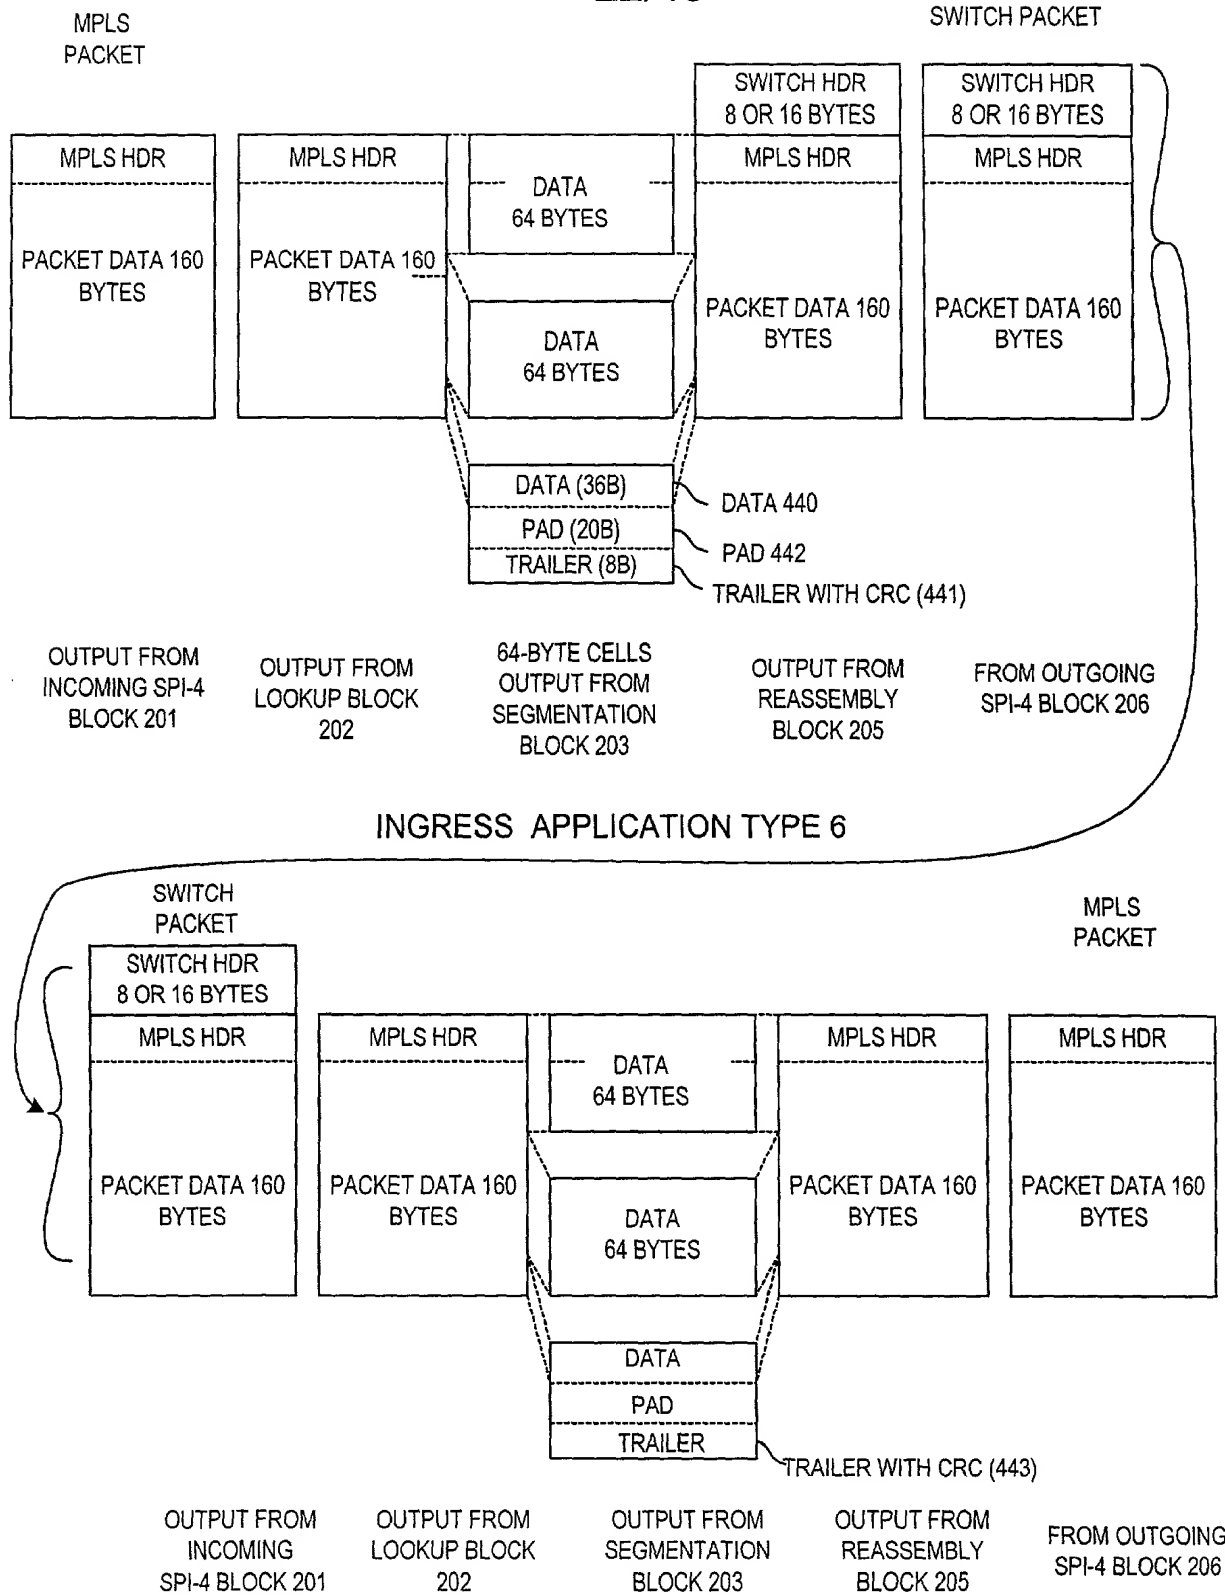 MPLS
PACKET
SWITCH PACKET
SWITCH HDR
8 OR 16 BYTES
SWITCH HDR
8 OR 16 BYTES
MPLS HDR
MPLS HDR
DATA
64 BYTES
MPLS HDR
MPLS HDR
PACKET DATA 160
BYTES
PACKET DATA 160
BYTES
DATA
64 BYTES
PACKET DATA 160
BYTES
PACKET DATA 160
BYTES
DATA (36B)
DATA 440
PAD (20B)
PAD 442
TRAILER (8B)
TRAILER WITH CRC (441)
OUTPUT FROM
INCOMING SPI-4
BLOCK 201
OUTPUT FROM
LOOKUP BLOCK
202
64-BYTE CELLS
OUTPUT FROM
SEGMENTATION
BLOCK 203
OUTPUT FROM
REASSEMBLY
BLOCK 205
FROM OUTGOING
SPI-4 BLOCK 206
INGRESS APPLICATION TYPE 6
SWITCH
PACKET
MPLS
PACKET
SWITCH HDR
8 OR 16 BYTES
MPLS HDR
MPLS HDR
DATA
64 BYTES
MPLS HDR
MPLS HDR
PACKET DATA 160
BYTES
PACKET DATA 160
BYTES
DATA
64 BYTES
PACKET DATA 160
BYTES
PACKET DATA 160
BYTES
DATA
PAD
TRAILER
TRAILER WITH CRC (443)
OUTPUT FROM
INCOMING
SPI-4 BLOCK 201
OUTPUT FROM
LOOKUP BLOCK
202
OUTPUT FROM
SEGMENTATION
BLOCK 203
OUTPUT FROM
REASSEMBLY
BLOCK 205
FROM OUTGOING
SPI-4 BLOCK 206